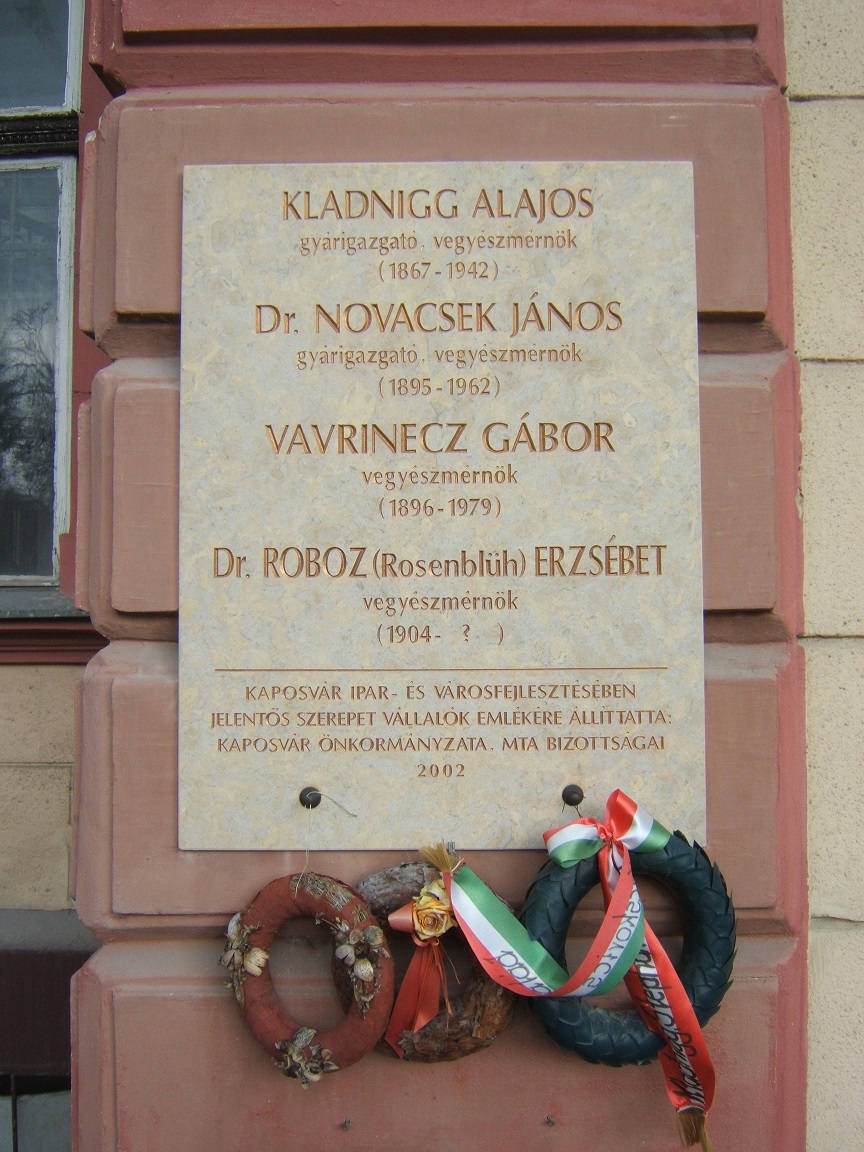 KLADNIGG ALAJOS
gyárigazgató, vegyészmérnök
(1867-1942)
Dr. NOVACSEK JÁNOS
gyárigazgató, vegyészmérnök
(1895-1962)
VAVRINECZ GÁBOR
vegyészmérnök
(1896-1979)
Dr. ROBOZ (Rosenblüh) ERZSÉBET
vegyészmérnök
(1904- ? )
KAPOSVÁR IPAR- ÉS VÁROSFEJLESZTÉSÉBEN
JELENTŐS SZEREPET VÁLLALÓK EMLÉKÉRE ÁLLÍTTATTA:
KAPOSVÁR ÖNKORMÁNYZATA, MTA BIZOTTSÁGAI
2002